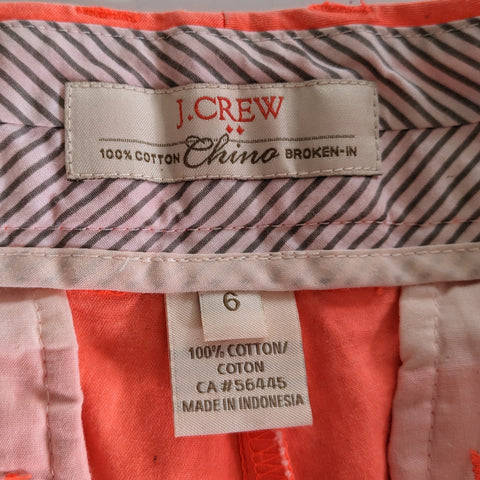 J.CREW
100% COTTON Chino BROKEN-IN
6
100% COTTON/
COTON
CA #56445
MADE IN INDONESIA